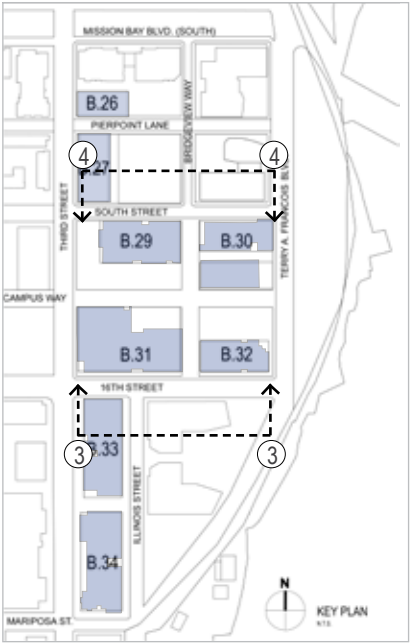 MISSION BAY BLVD. (SOUTH)
B.26
PIERPOINT LANE
BRIDGEVIEW WAY
4
4
B.27
SOUTH STREET
THIRD STREET
TERRY A. FRANCOIS BLVD.
B.29
B.30
CAMPUS WAY
B.31
B.32
16TH STREET
3
3
B.33
ILLINOIS STREET
B.34
MARIPOSA ST.
N
KEY PLAN
N.T.S.